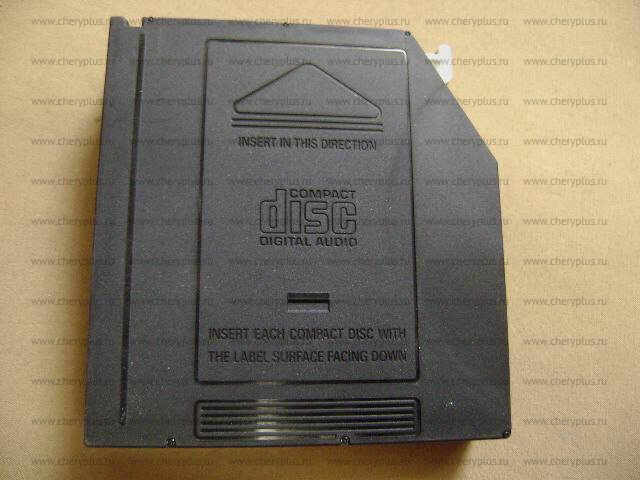 INSERT IN THIS DIRECTION
COMPACT
disc
DIGITAL AUDIO
INSERT EACH COMPACT DISC WITH
THE LABEL SURFACE FACING DOWN
www.cheryplus.ru